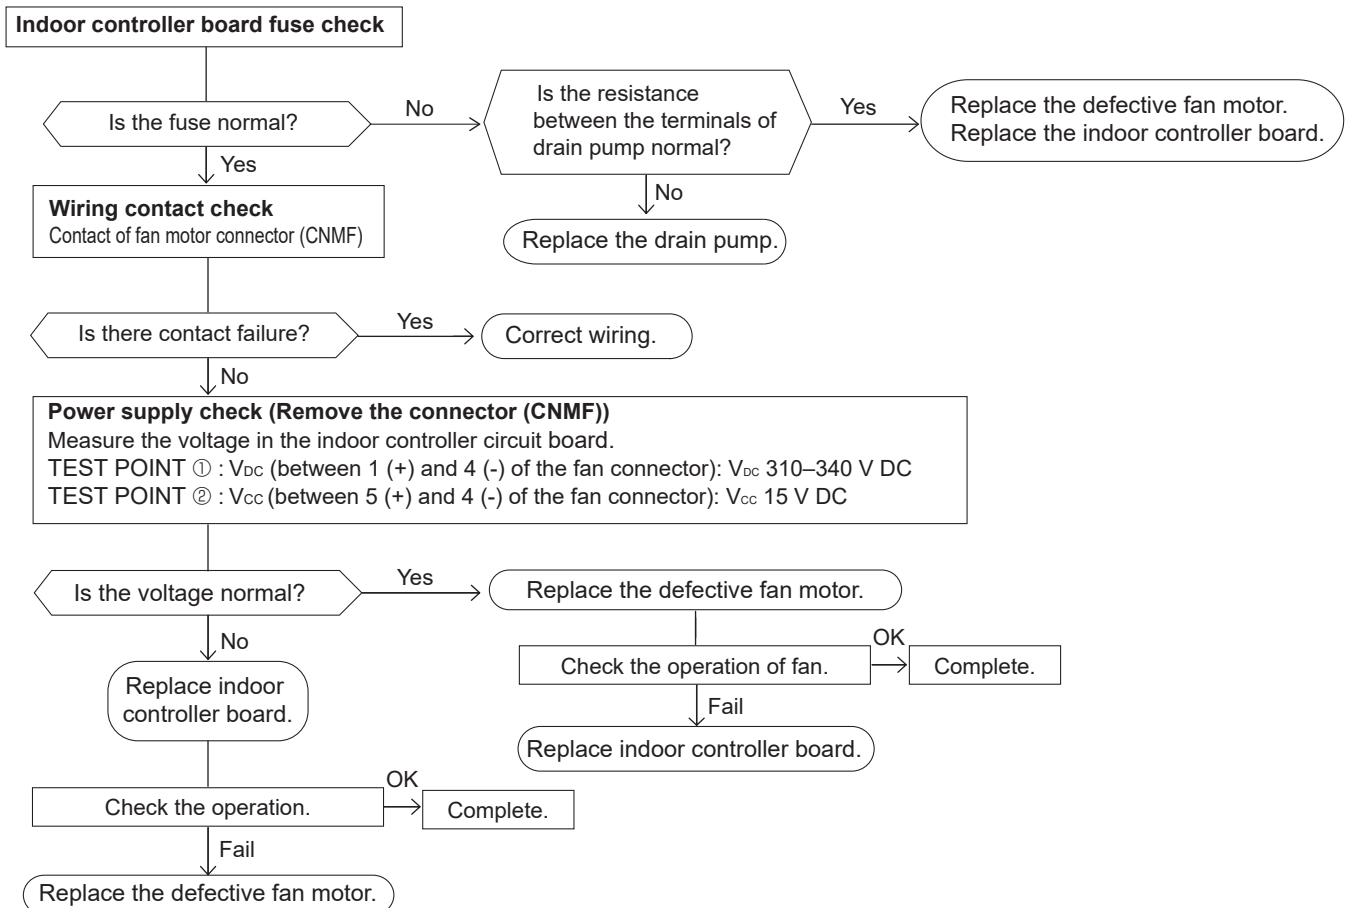 Indoor controller board fuse check
Is the fuse normal?
No
Is the resistance
between the terminals of
drain pump normal?
Yes
Replace the defective fan motor.
Replace the indoor controller board.
Yes
No
Wiring contact check
Contact of fan motor connector (CNMF)
Replace the drain pump.
Is there contact failure?
Yes
Correct wiring.
No
Power supply check (Remove the connector (CNMF))
Measure the voltage in the indoor controller circuit board.
TEST POINT ① : VDC (between 1 (+) and 4 (-) of the fan connector): VDC 310–340 V DC
TEST POINT ② : VCC (between 5 (+) and 4 (-) of the fan connector): VCC 15 V DC
Is the voltage normal?
Yes
Replace the defective fan motor.
No
Check the operation of fan.
OK
Complete.
Fail
Replace indoor controller board.
Replace indoor
controller board.
Check the operation.
OK
Complete.
Fail
Replace the defective fan motor.